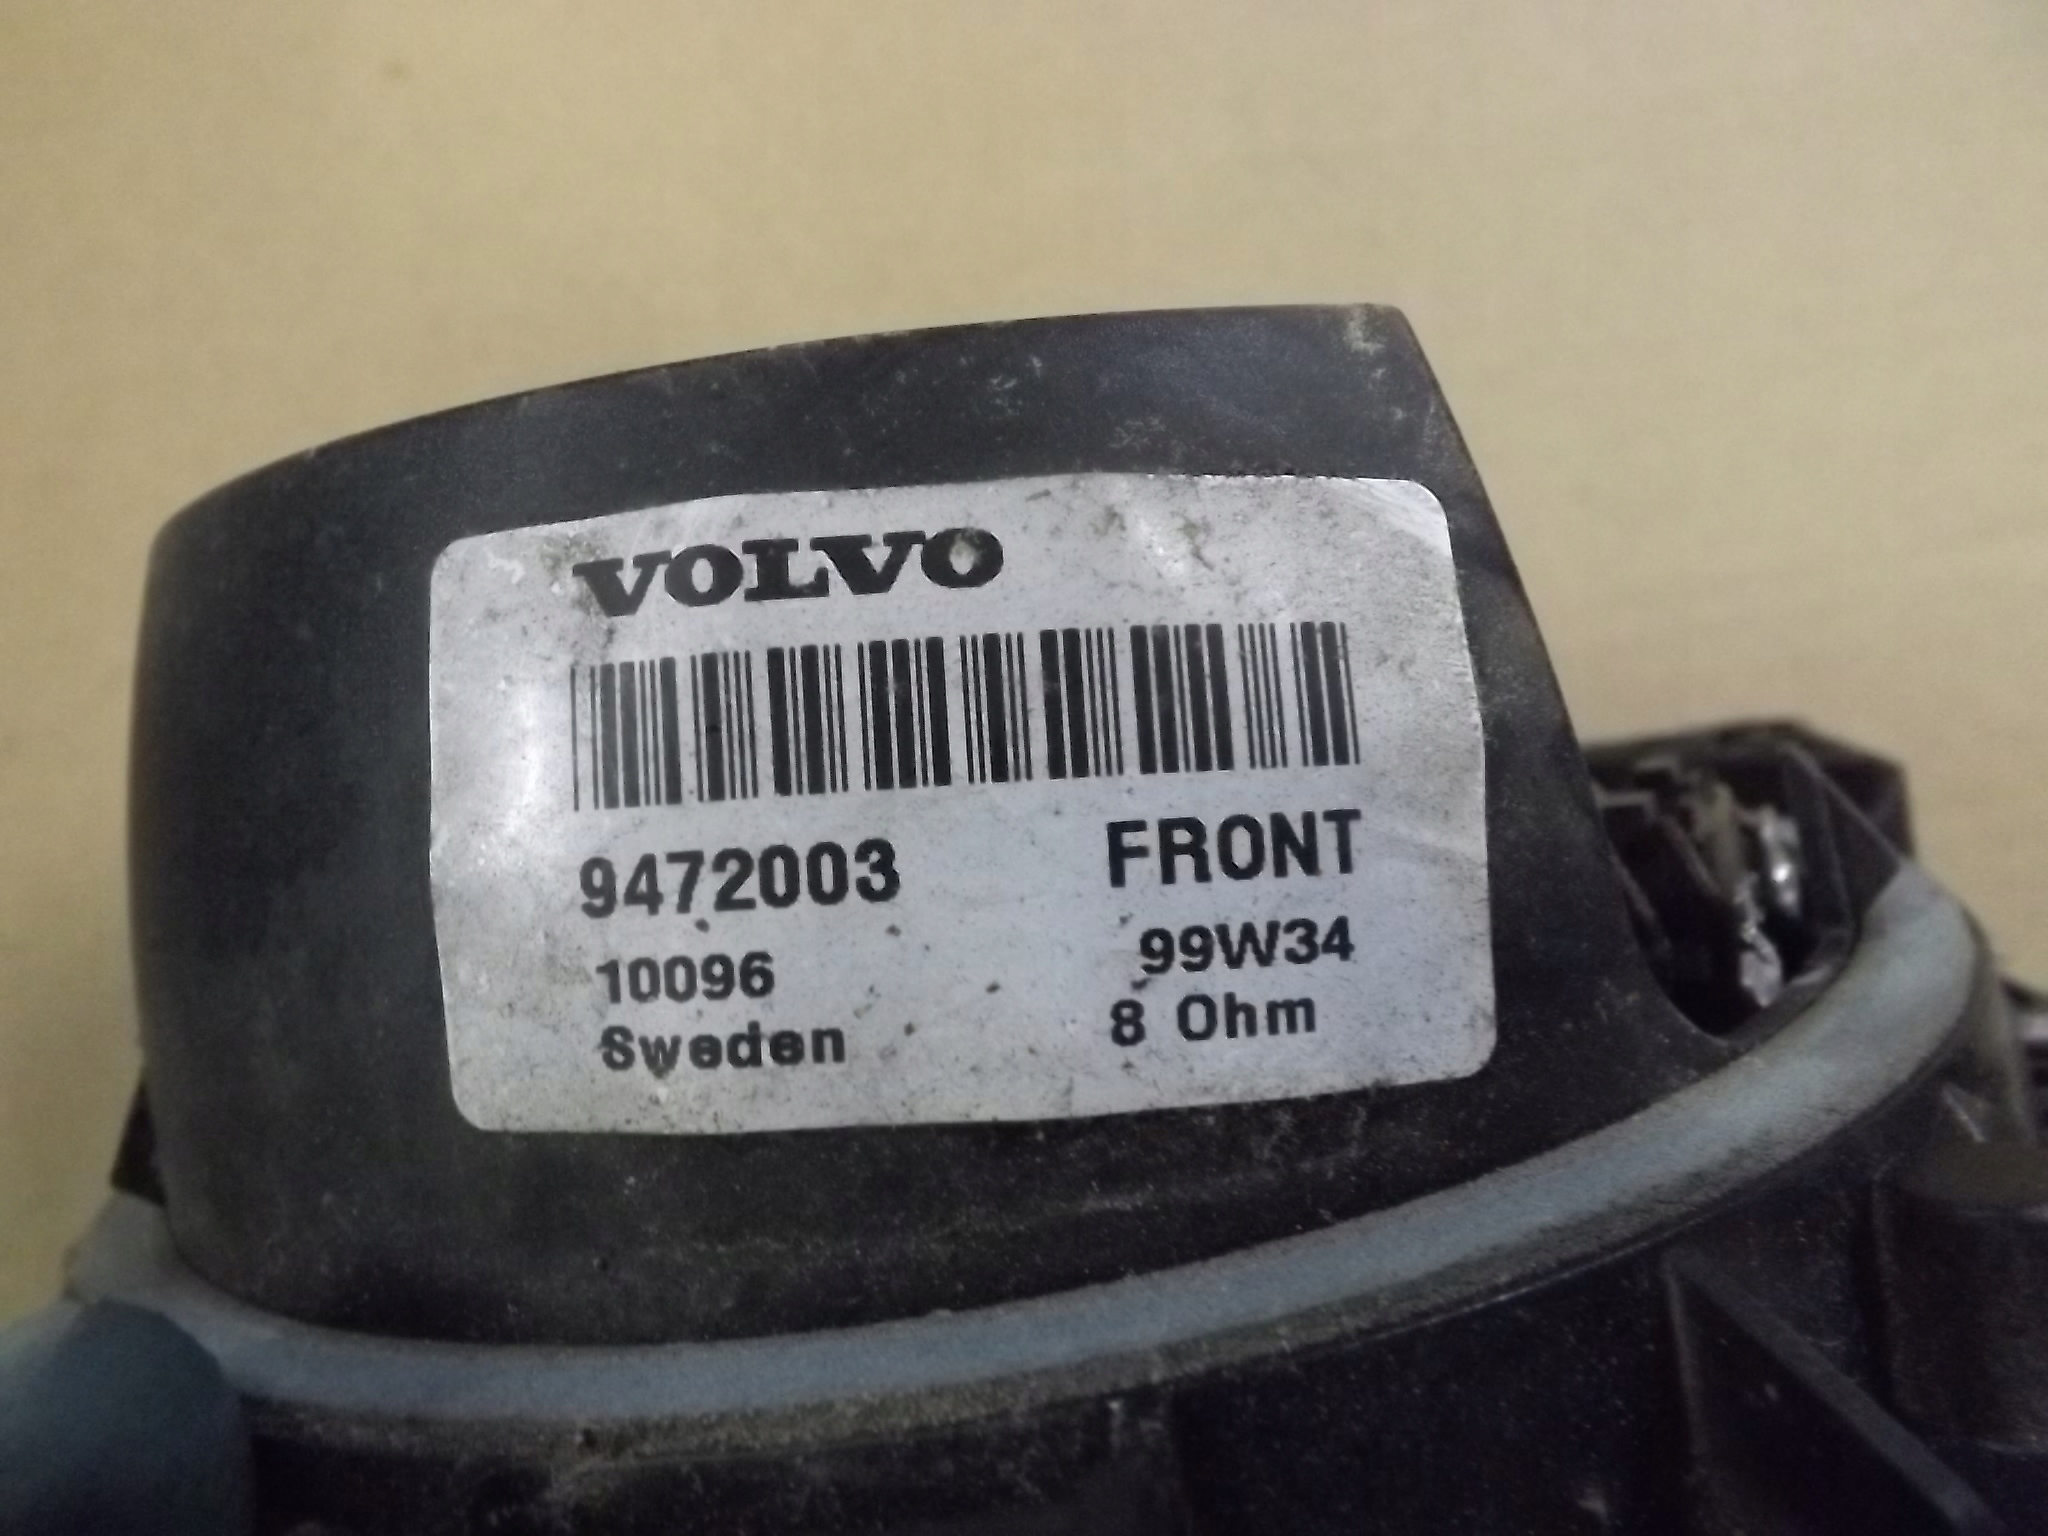 VOLVO
9472003 FRONT
10096 99W34
Sweden 8 Ohm